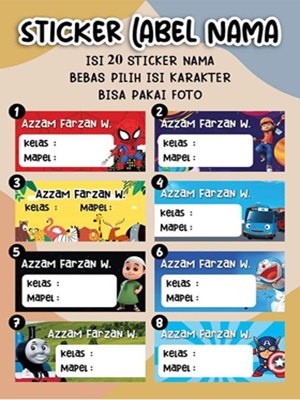 STICKER LABEL NAMA
ISI 20 STICKER NAMA
BEBAS PILIH ISI KARAKTER
BISA PAKAI FOTO
1
AZZAM FARZAN W.
KELAS :
MAPEL :
2
AZZAM FARZAN W.
KELAS :
MAPEL :
3
AZZAM FARZAN W.
KELAS : MAPEL :
4
AZZAM FARZAN W.
KELAS :
MAPEL :
5
AZZAM FARZAN W.
KELAS :
MAPEL :
6
AZZAM FARZAN W.
KELAS :
MAPEL :
7
AZZAM FARZAN W.
KELAS :
MAPEL :
8
AZZAM FARZAN W.
KELAS :
MAPEL :